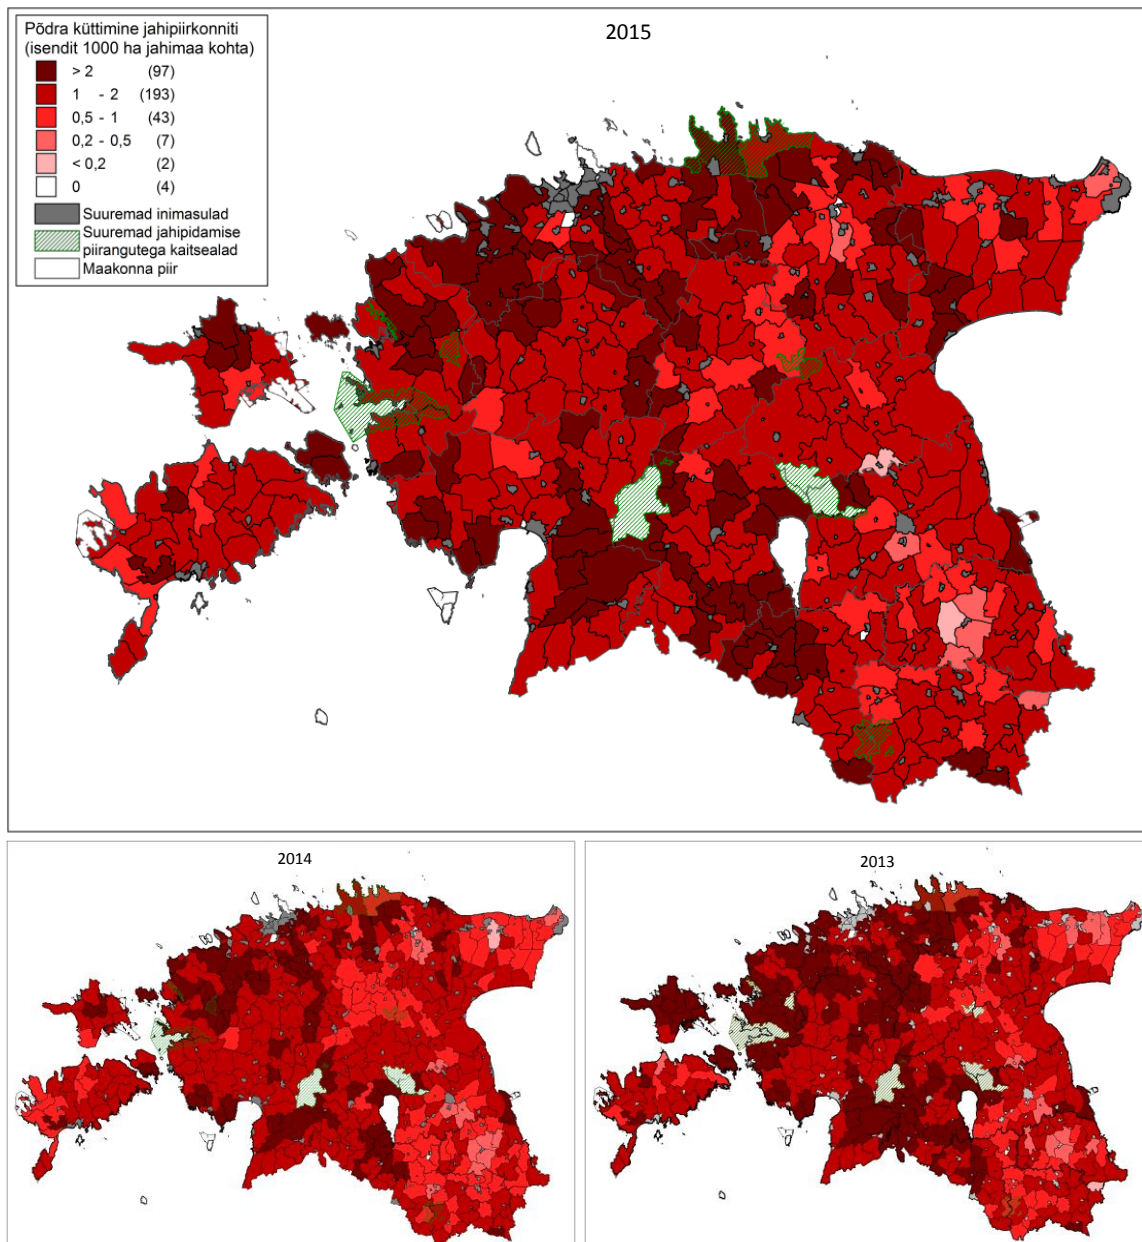 Põdra küttimine jahipiirkonniti
(isendit 1000 ha jahimaa kohta)
> 2 (97)
1 - 2 (193)
0,5 - 1 (43)
0,2 - 0,5 (7)
< 0,2 (2)
0 (4)
Suuremad inimasulad
Suuremad jahipidamise
piirangutega kaitsealad
Maakonna piir
2015
2014
2013